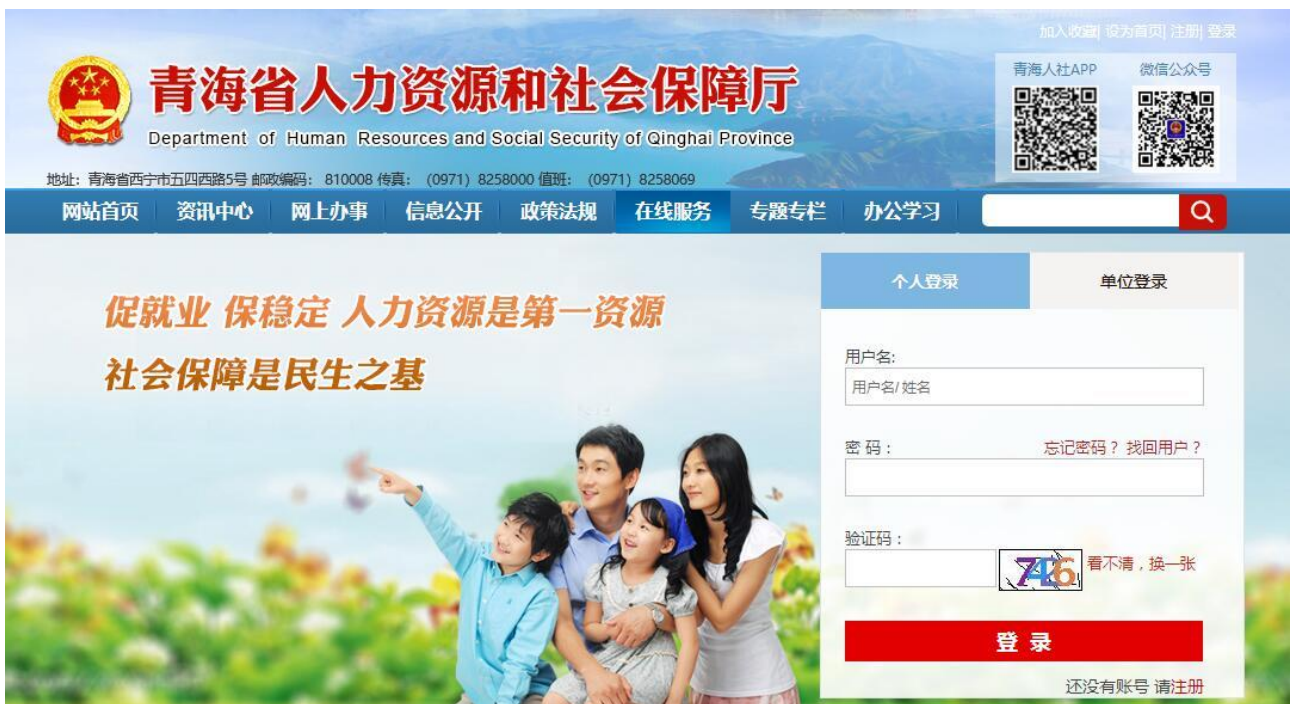 加入收藏| 设为首页| 注册| 登录
青海省人力资源和社会保障厅
Department of Human Resources and Social Security of Qinghai Province
青海人社APP 微信公众号
地址：青海省西宁市五四西路5号 邮政编码： 810008 传真： (0971) 8258000 值班： (0971) 8258069
网站首页 资讯中心 网上办事 信息公开 政策法规 在线服务 专题专栏 办公学习
促就业 保稳定 人力资源是第一资源
社会保障是民生之基
个人登录 单位登录
用户名:
用户名/ 姓名
密 码 : 忘记密码？ 找回用户？
验证码：
746 看不清，换一张
登 录
还没有账号 请注册